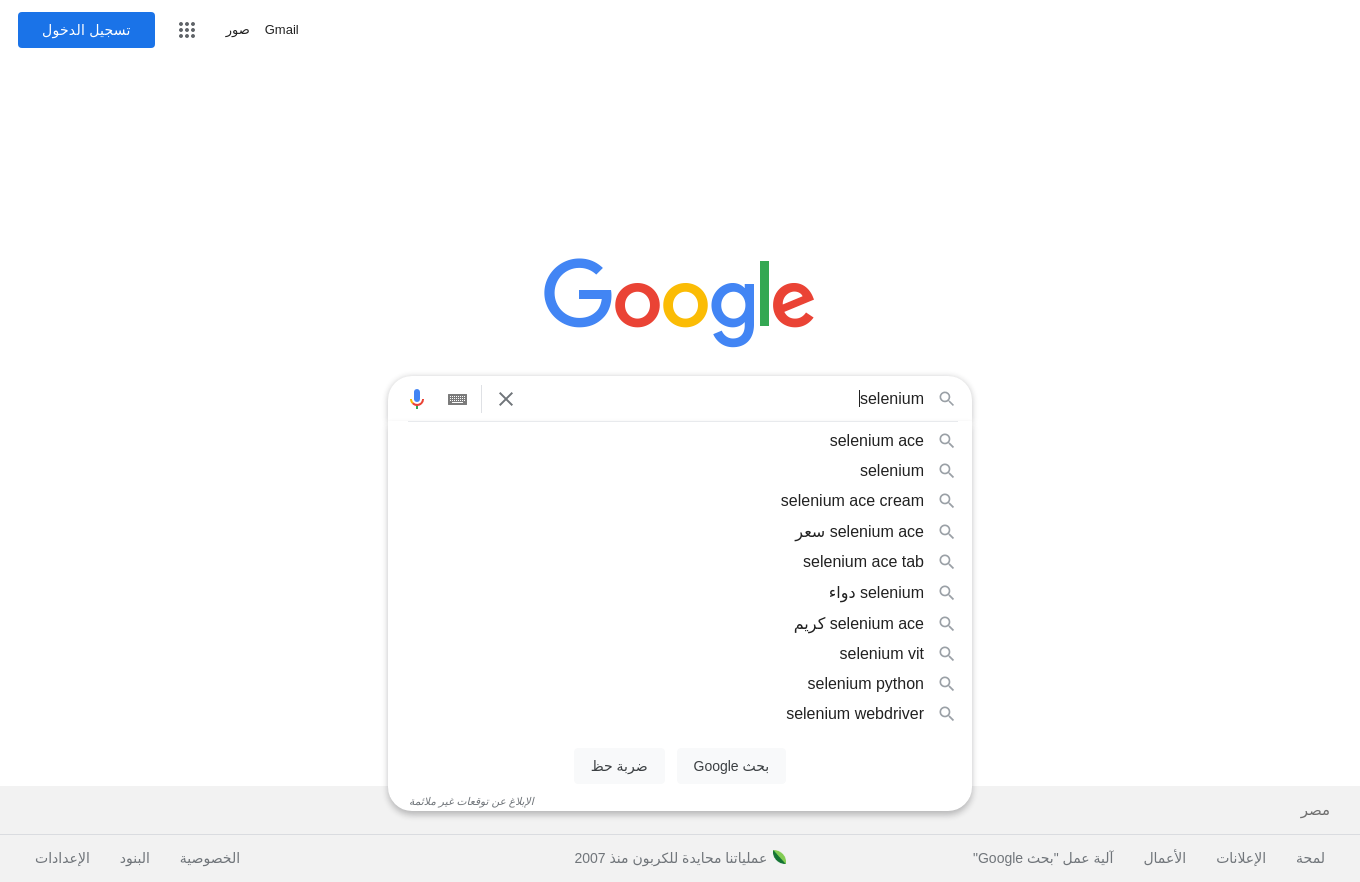 Gmail صور تسجيل الدخول
Google
selenium
selenium ace
selenium
selenium ace cream
selenium ace سعر
selenium ace tab
selenium دواء
selenium ace كريم
selenium vit
selenium python
selenium webdriver
بحث Google ضربة حظ
الإبلاغ عن توقعات غير ملائمة
مصر
لمحة الإعلانات الأعمال آلية عمل "بحث Google" عملياتنا محايدة للكربون منذ 2007 الخصوصية البنود الإعدادات